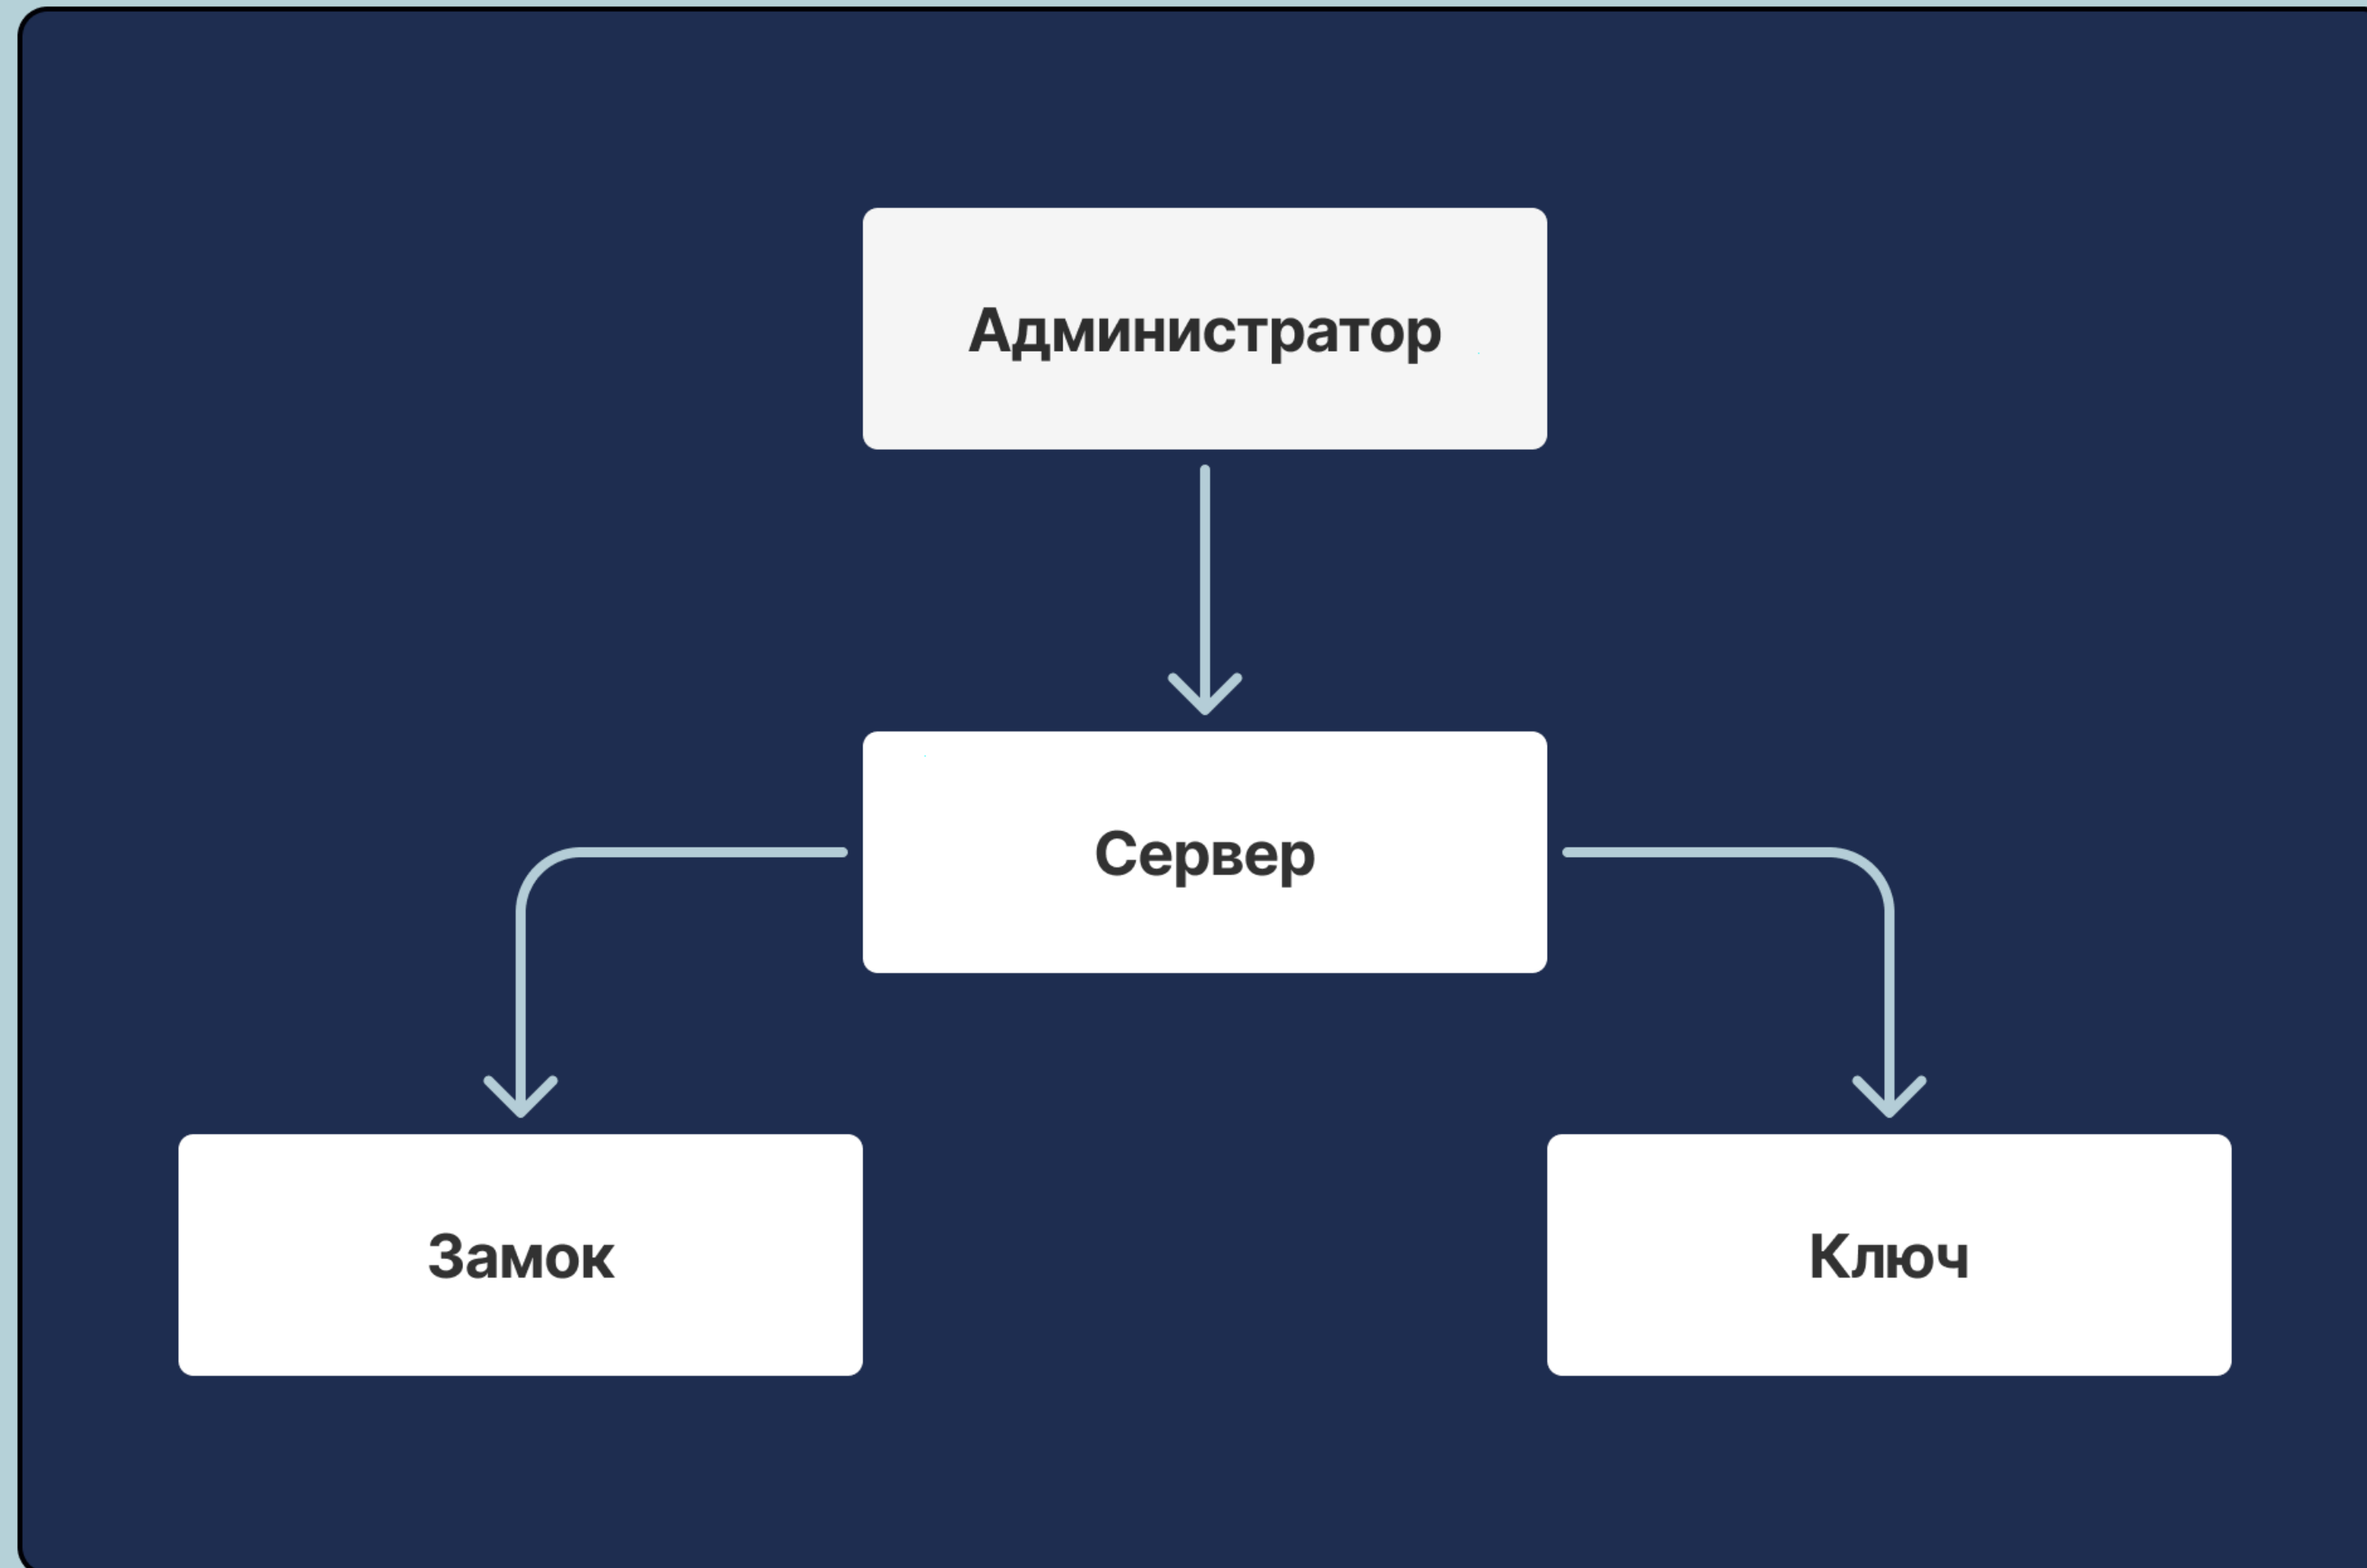 Администратор
Сервер
Замок
Ключ